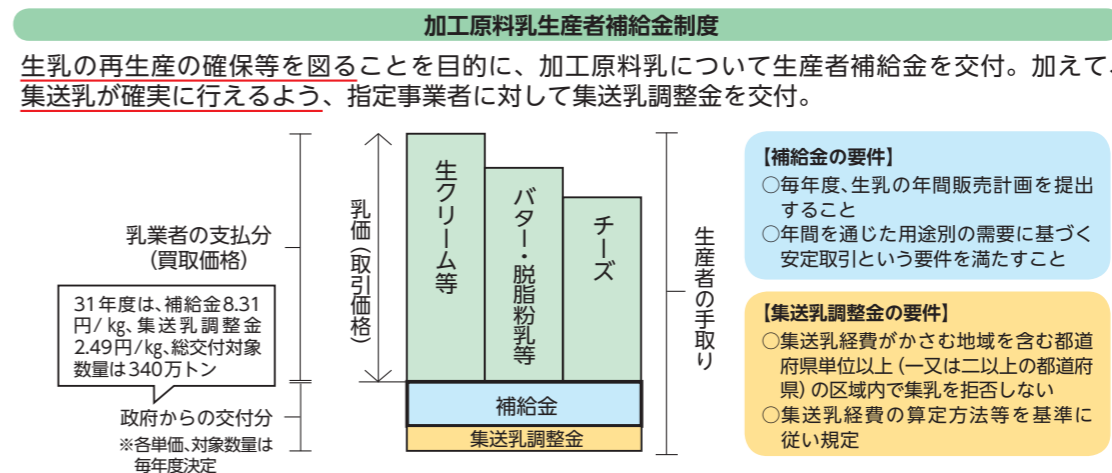 加工原料乳生産者補給金制度
生乳の再生産の確保等を図ることを目的に、加工原料乳について生産者補給金を交付。加えて、
集送乳が確実に行えるよう、指定事業者に対して集送乳調整金を交付。
乳業者の支払分
(買取価格)
31年度は、補給金8.31
円/㎏、集送乳調整金
2.49円/㎏、総交付対象
数量は340万トン
政府からの交付分
※各単価、対象数量は
毎年度決定
乳価(取引価格)
生クリーム等
バター・脱脂粉乳等
チーズ
補給金
集送乳調整金
生産者の手取り
【補給金の要件】
○毎年度、生乳の年間販売計画を提出
すること
○年間を通じた用途別の需要に基づく
安定取引という要件を満たすこと
【集送乳調整金の要件】
○集送乳経費がかさむ地域を含む都道
府県単位以上(一又は二以上の都道府
県)の区域内で集乳を拒否しない
○集送乳経費の算定方法等を基準に
従い規定